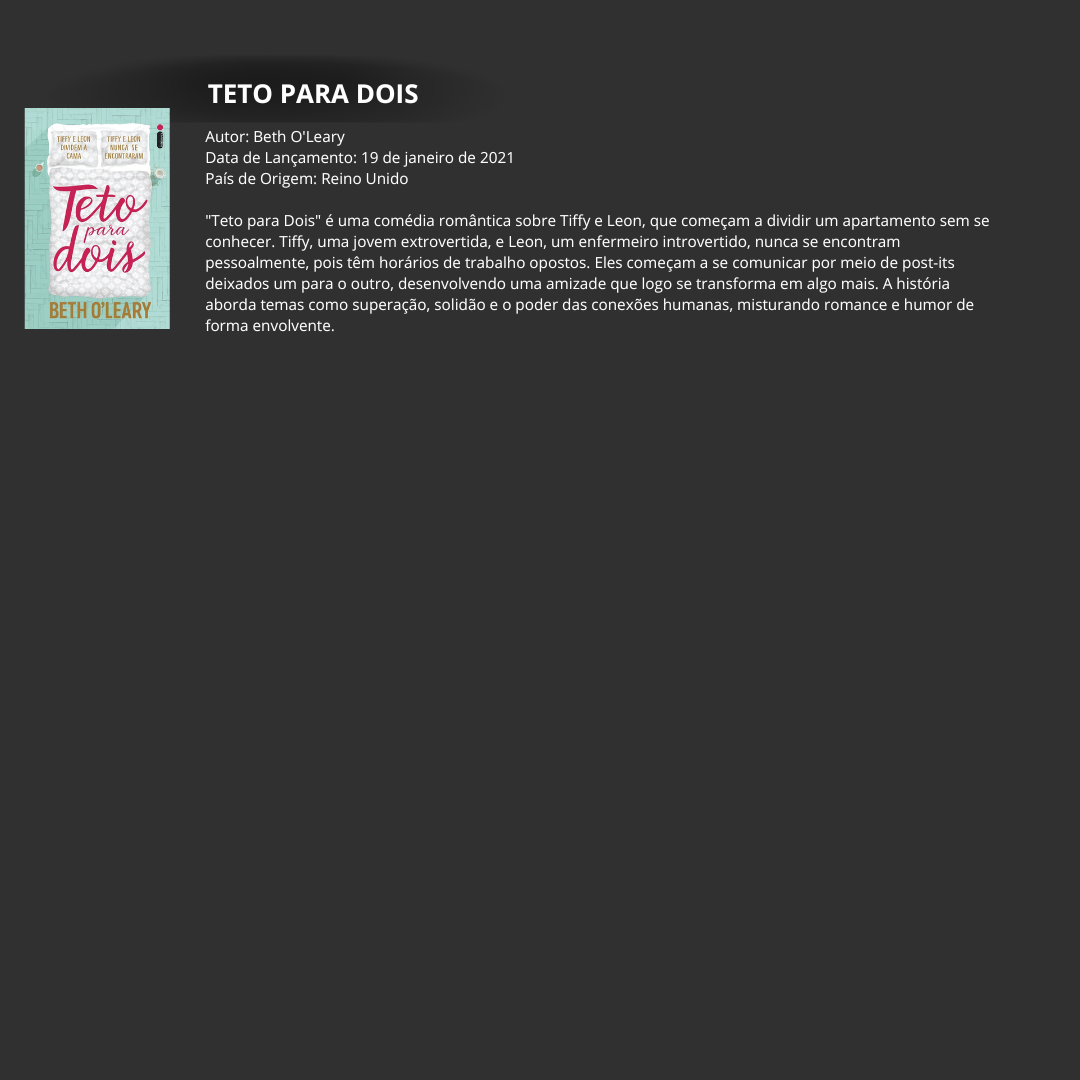 TETO PARA DOIS
Autor: Beth O'Leary
Data de Lançamento: 19 de janeiro de 2021
País de Origem: Reino Unido
"Teto para Dois" é uma comédia romântica sobre Tiffy e Leon, que começam a dividir um apartamento sem se
conhecer. Tiffy, uma jovem extrovertida, e Leon, um enfermeiro introvertido, nunca se encontram
pessoalmente, pois têm horários de trabalho opostos. Eles começam a se comunicar por meio de post-its
deixados um para o outro, desenvolvendo uma amizade que logo se transforma em algo mais. A história
aborda temas como superação, solidão e o poder das conexões humanas, misturando romance e humor de
forma envolvente.
TIFFY E LEON
DIVIDEM A
CAMA
TIFFY E LEON
NUNCA SE
ENCONTRARAM
Teto
para
dois
BETH O'LEARY